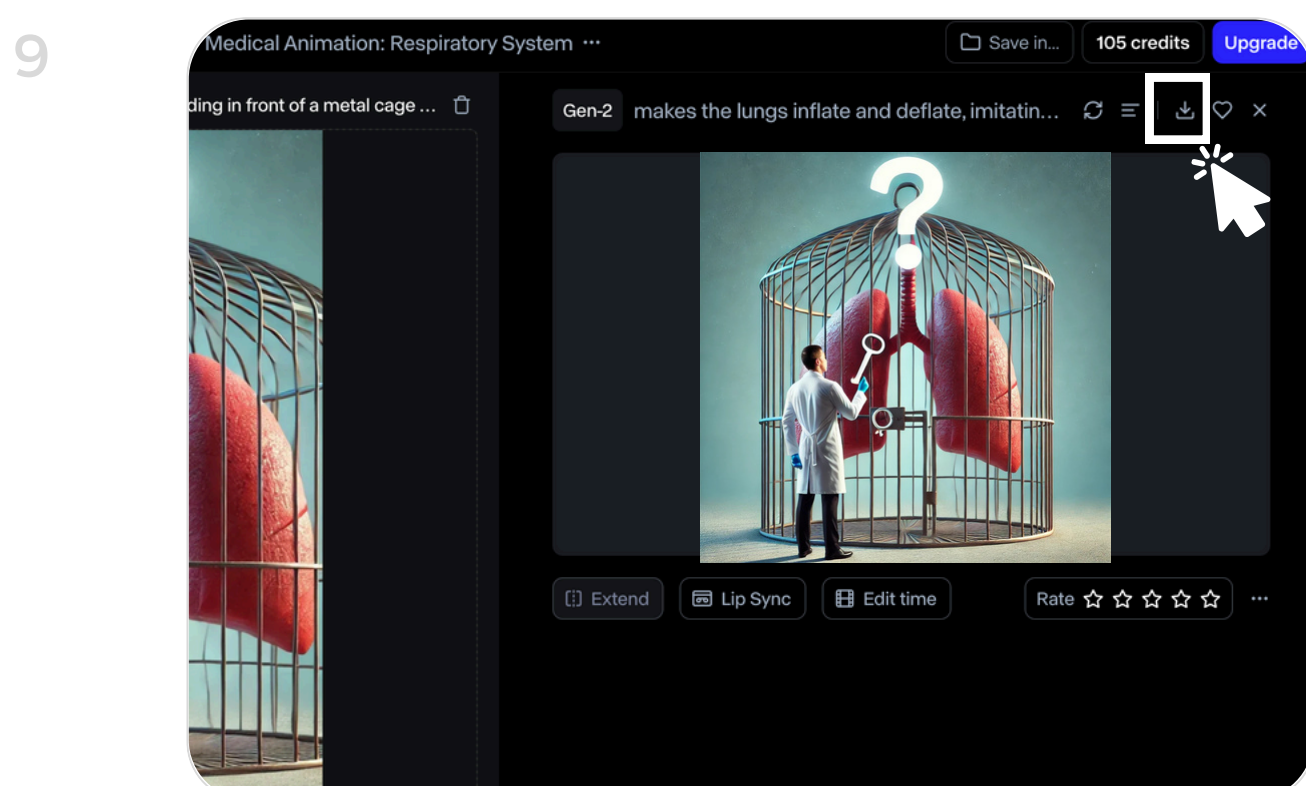 9
Medical Animation: Respiratory System ...
Save in...
105 credits
Upgrade
ding in front of a metal cage ...
Gen-2
makes the lungs inflate and deflate, imitatin...
?
Extend
Lip Sync
Edit time
Rate
...